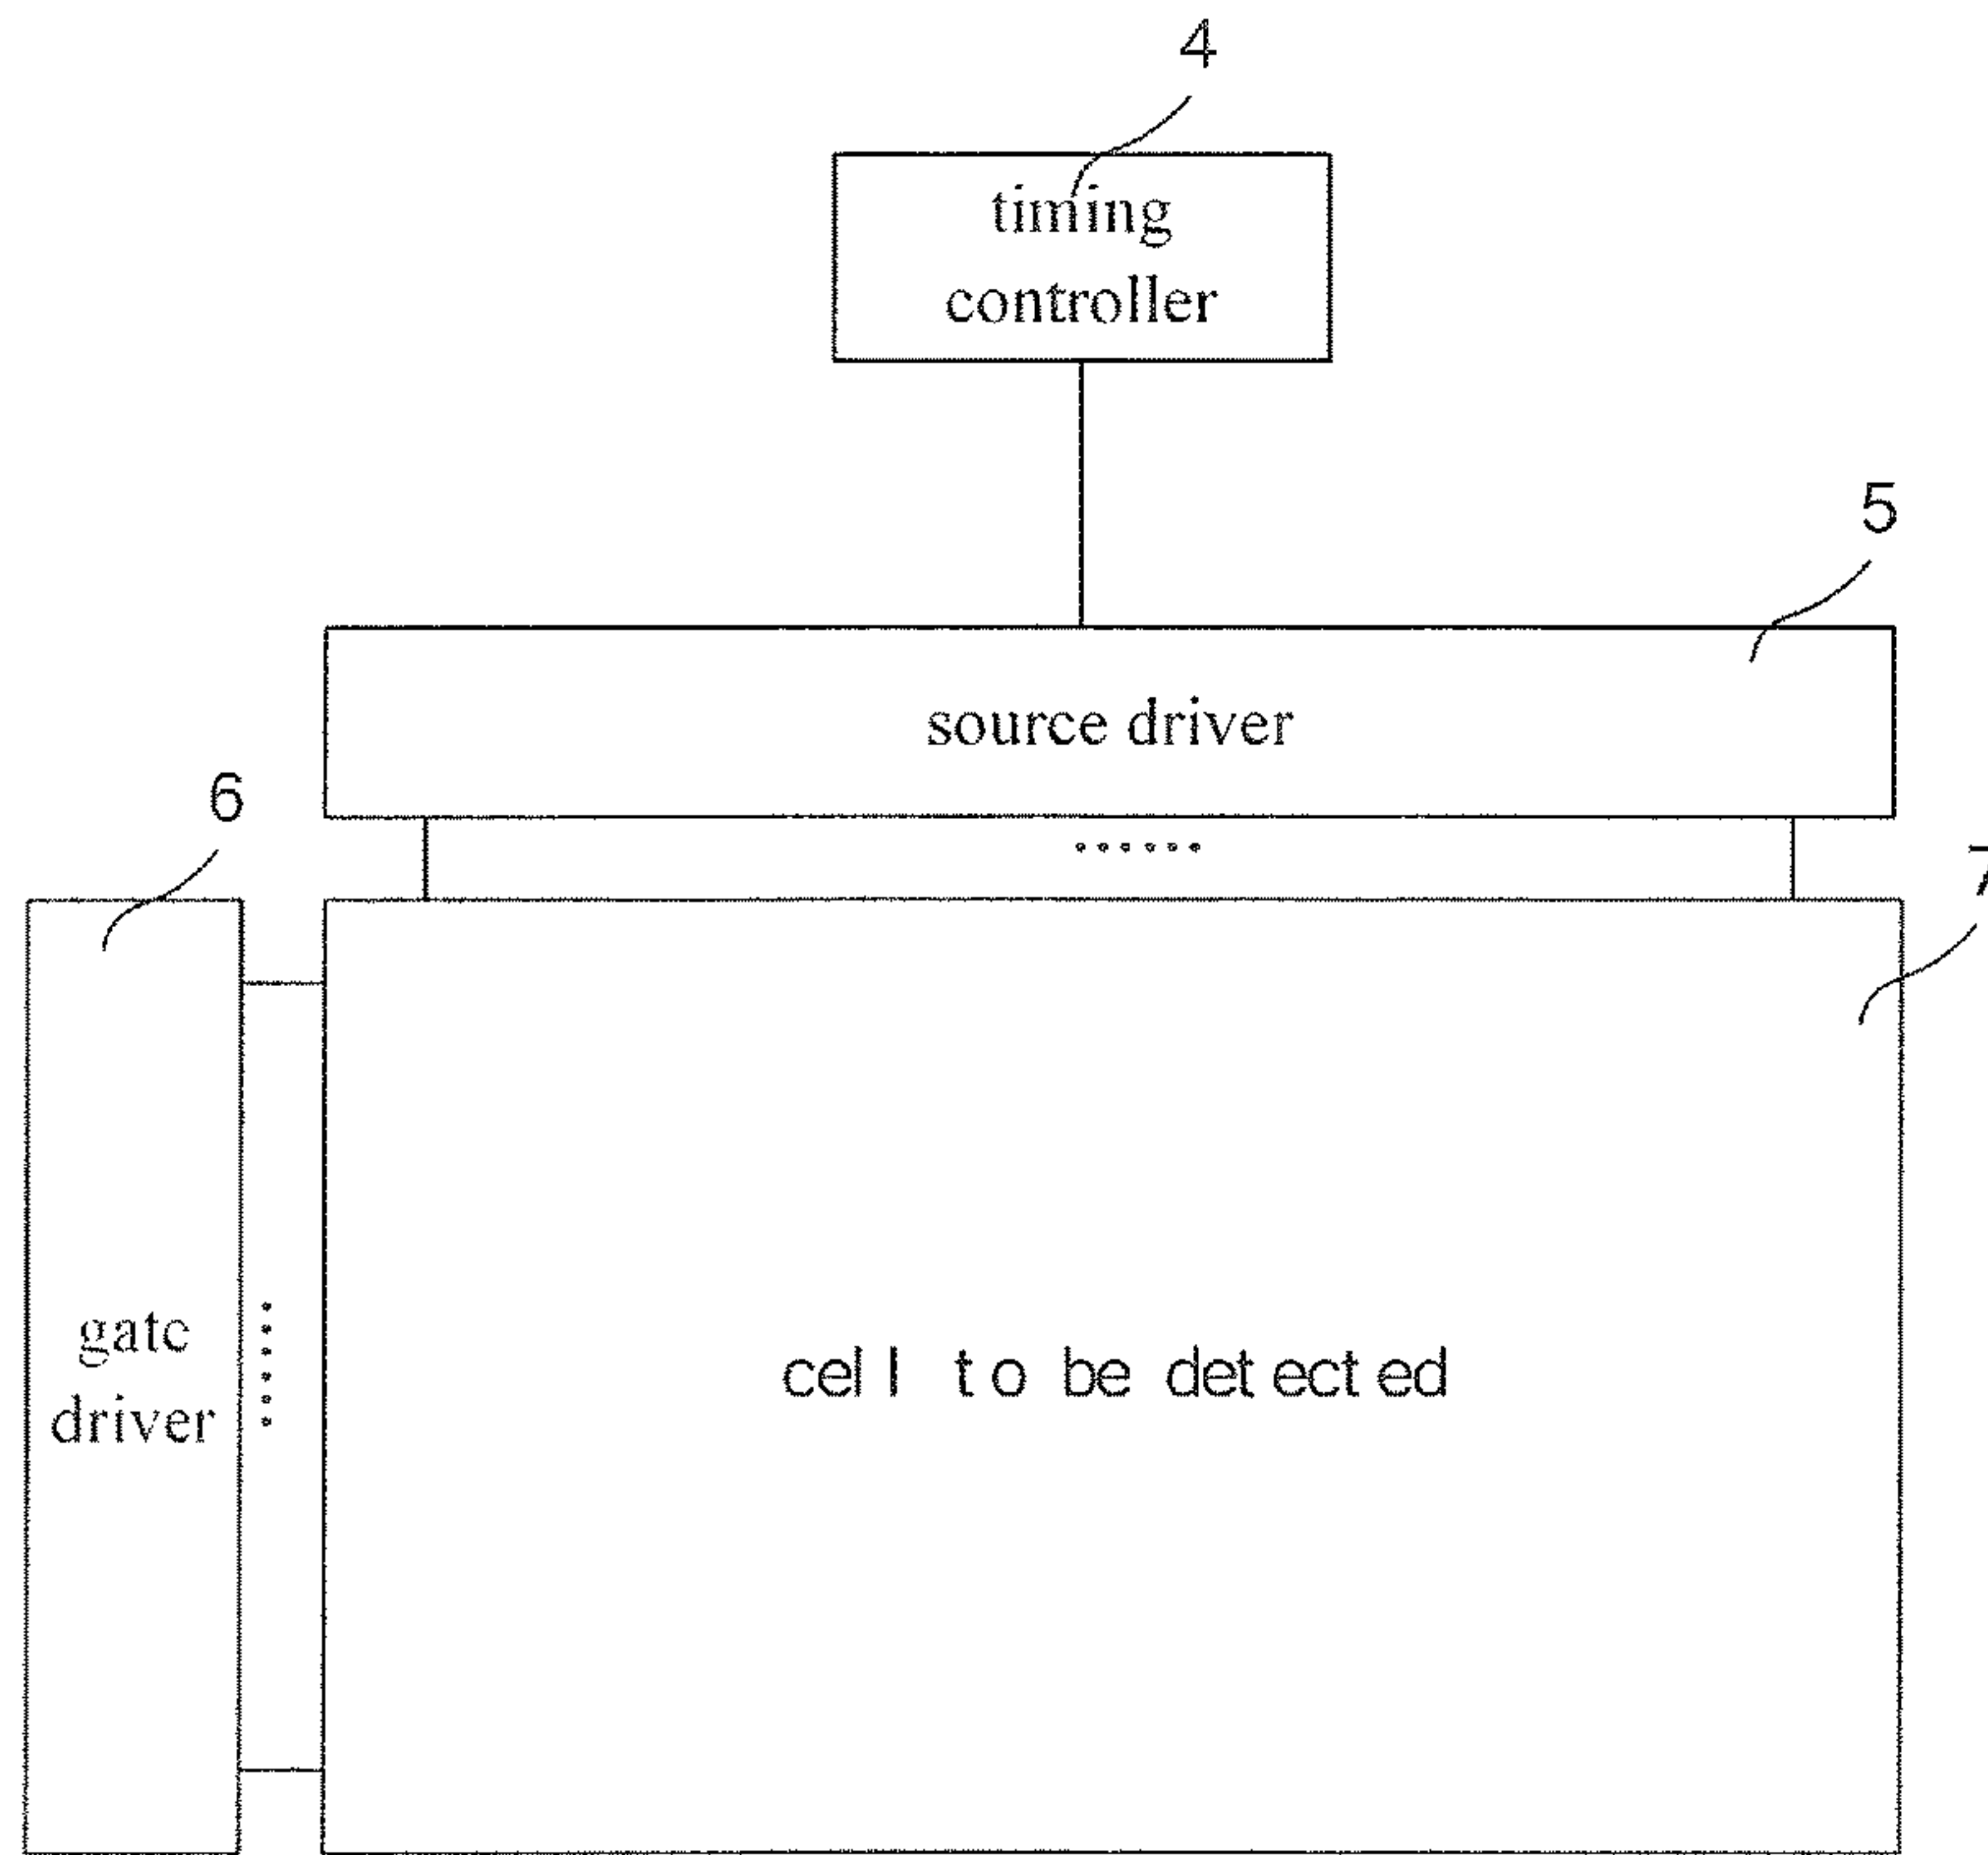 4
timing
controller
5
source driver
6
7
gate
driver
cell to be detected